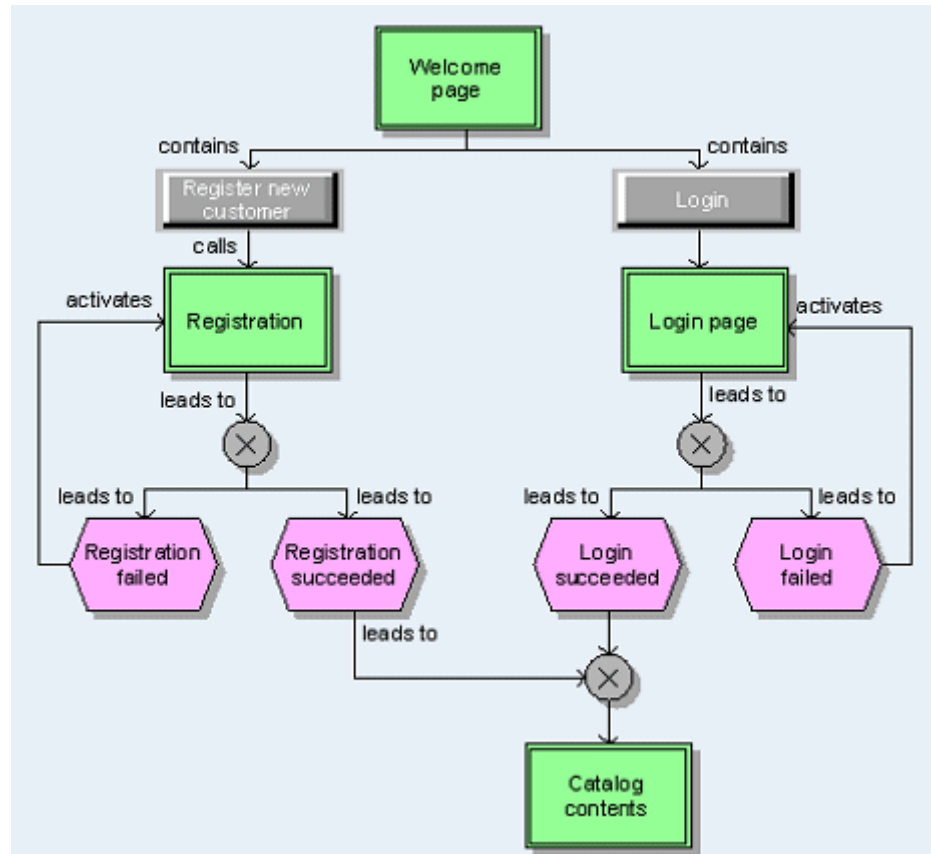 Welcome
page
contains
contains
Register new
customer
Login
calls
activates
activates
Registration
Login page
leads to
leads to
leads to
leads to
leads to
leads to
Registration
failed
Registration
succeeded
Login
succeeded
Login
failed
leads to
Catalog
contents